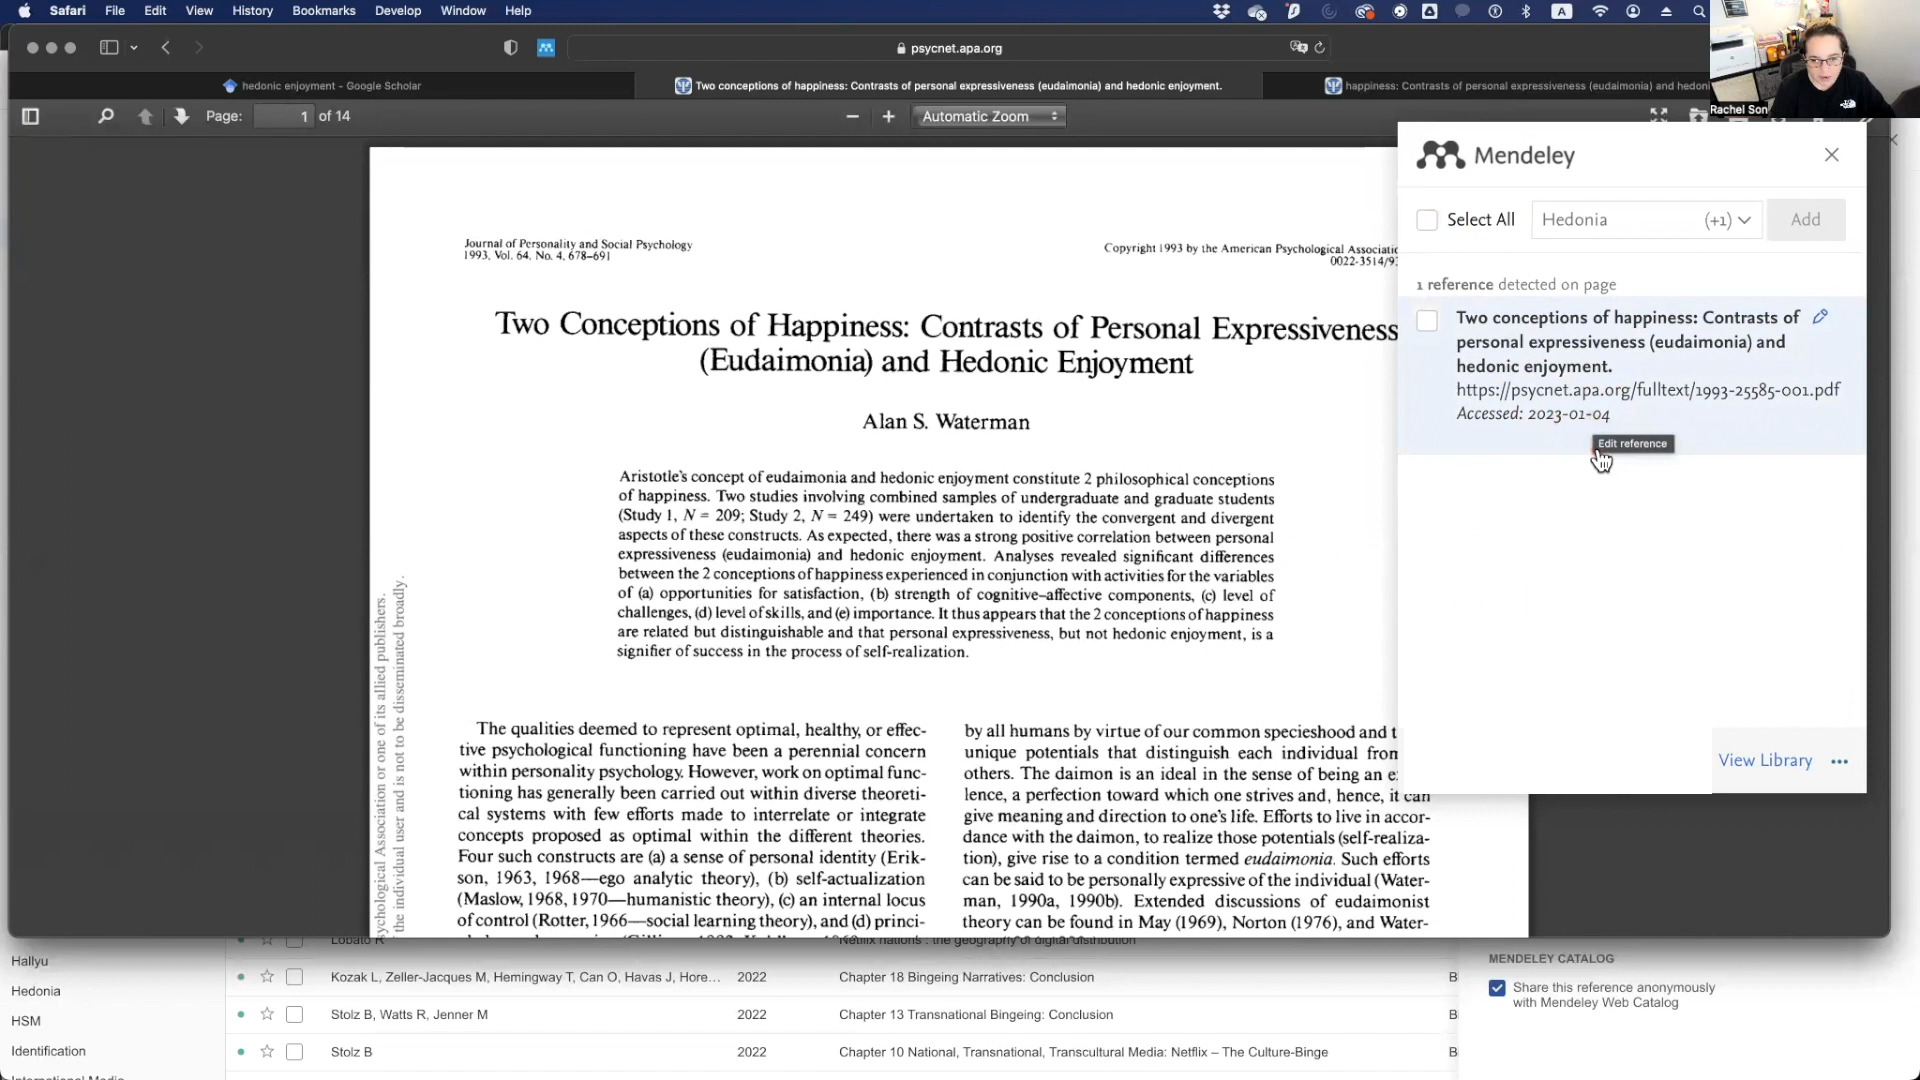 Safari File Edit View History Bookmarks Develop Window Help
A
psycnet.apa.org
hedonic enjoyment - Google Scholar
Two conceptions of happiness: Contrasts of personal expressiveness (eudaimonia) and hedonic enjoyment.
happiness: Contrasts of personal expressiveness (eudaimonia) and hedon
Rachel Son
Page: 1 of 14
Automatic Zoom
Journal of Personality and Social Psychology
1993, Vol. 64, No. 4, 678–691
Copyright 1993 by the American Psychological Associatio
0022-3514/93
Two Conceptions of Happiness: Contrasts of Personal Expressiveness
(Eudaimonia) and Hedonic Enjoyment
Alan S. Waterman
Aristotle's concept of eudaimonia and hedonic enjoyment constitute 2 philosophical conceptions
of happiness. Two studies involving combined samples of undergraduate and graduate students
(Study 1, N = 209; Study 2, N = 249) were undertaken to identify the convergent and divergent
aspects of these constructs. As expected, there was a strong positive correlation between personal
expressiveness (eudaimonia) and hedonic enjoyment. Analyses revealed significant differences
between the 2 conceptions of happiness experienced in conjunction with activities for the variables
of (a) opportunities for satisfaction, (b) strength of cognitive–affective components, (c) level of
challenges, (d) level of skills, and (e) importance. It thus appears that the 2 conceptions of happiness
are related but distinguishable and that personal expressiveness, but not hedonic enjoyment, is a
signifier of success in the process of self-realization.
ychological Association or one of its allied publishers.
the individual user and is not to be disseminated broadly.
The qualities deemed to represent optimal, healthy, or effec-
tive psychological functioning have been a perennial concern
within personality psychology. However, work on optimal func-
tioning has generally been carried out within diverse theoreti-
cal systems with few efforts made to interrelate or integrate
concepts proposed as optimal within the different theories.
Four such constructs are (a) a sense of personal identity (Erik-
son, 1963, 1968—ego analytic theory), (b) self-actualization
(Maslow, 1968, 1970—humanistic theory), (c) an internal locus
of control (Rotter, 1966—social learning theory), and (d) princi-
by all humans by virtue of our common specieshood and t
unique potentials that distinguish each individual from
others. The daimon is an ideal in the sense of being an e
lence, a perfection toward which one strives and, hence, it can
give meaning and direction to one's life. Efforts to live in accor-
dance with the daimon, to realize those potentials (self-realiza-
tion), give rise to a condition termed eudaimonia. Such efforts
can be said to be personally expressive of the individual (Water-
man, 1990a, 1990b). Extended discussions of eudaimonist
theory can be found in May (1969), Norton (1976), and Water-
Mendeley
Select All
Hedonia (+1)
Add
1 reference detected on page
Two conceptions of happiness: Contrasts of
personal expressiveness (eudaimonia) and
hedonic enjoyment.
https://psycnet.apa.org/fulltext/1993-25585-001.pdf
Accessed: 2023-01-04
Edit reference
View Library
Hallyu
Hedonia
HSM
Identification
International Media
Lobato R
Netflix nations : the geography of digital distribution
Kozak L, Zeller-Jacques M, Hemingway T, Can O, Havas J, Hore... 2022 Chapter 18 Bingeing Narratives: Conclusion B
Stolz B, Watts R, Jenner M 2022 Chapter 13 Transnational Bingeing: Conclusion B
Stolz B 2022 Chapter 10 National, Transnational, Transcultural Media: Netflix – The Culture-Binge B
MENDELEY CATALOG
Share this reference anonymously
with Mendeley Web Catalog